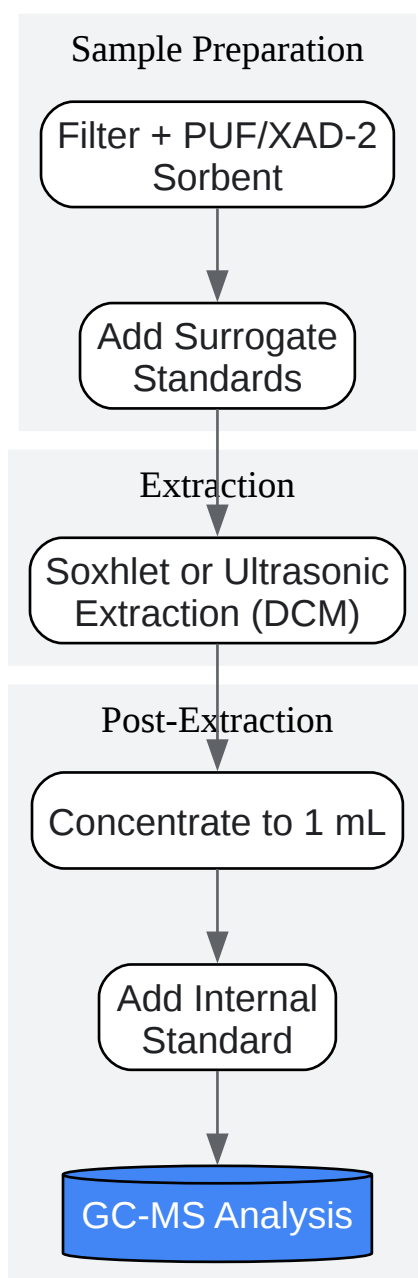 Sample Preparation
Filter + PUF/XAD-2
Sorbent
Add Surrogate
Standards
Extraction
Soxhlet or Ultrasonic
Extraction (DCM)
Post-Extraction
Concentrate to 1 mL
Add Internal
Standard
GC-MS Analysis